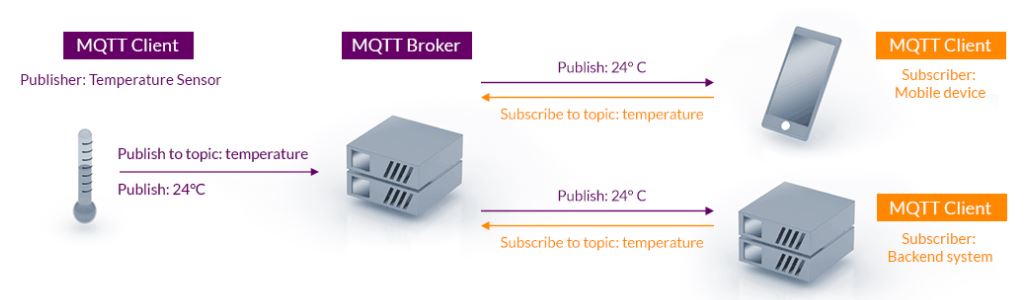 MQTT Client
Publisher: Temperature Sensor
Publish to topic: temperature
Publish: 24°C
MQTT Broker
Publish: 24° C
Subscribe to topic: temperature
MQTT Client
Subscriber:
Mobile device
Publish: 24° C
Subscribe to topic: temperature
MQTT Client
Subscriber:
Backend system